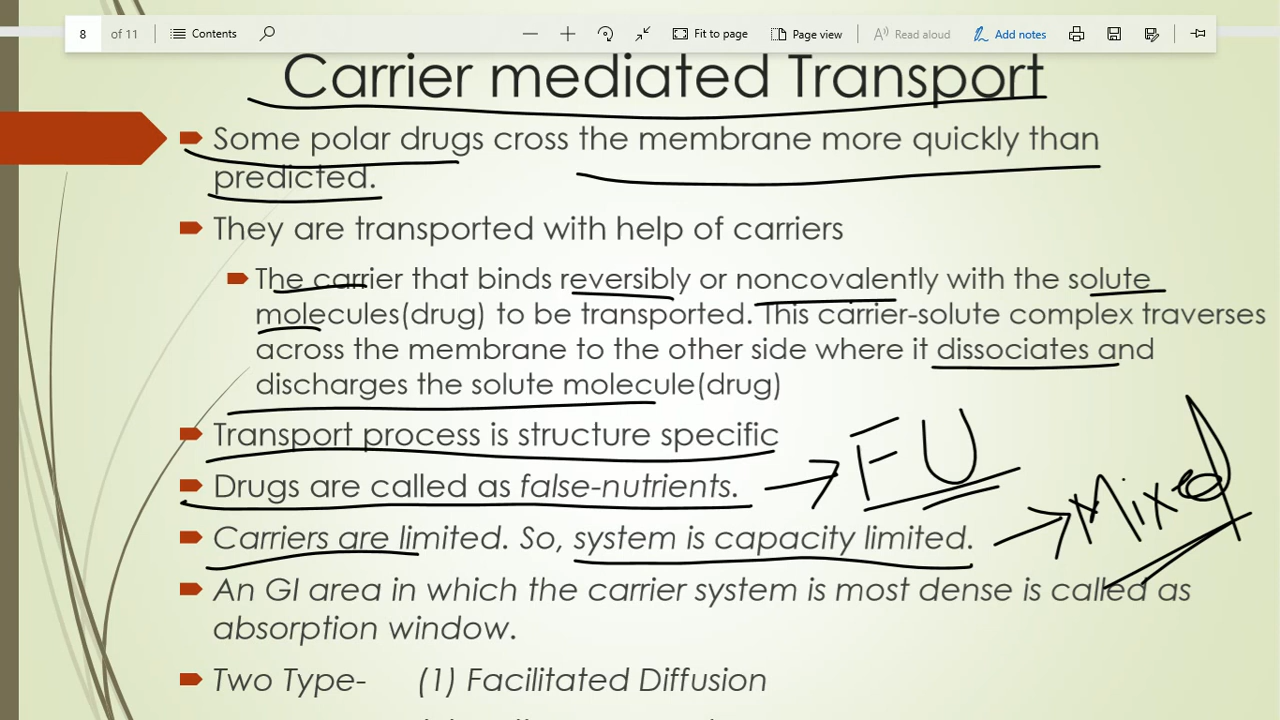 8 of 11 Contents Fit to page Page view Read aloud Add notes
Carrier mediated Transport
Some polar drugs cross the membrane more quickly than
predicted.
They are transported with help of carriers
The carrier that binds reversibly or noncovalently with the solute
molecules(drug) to be transported. This carrier-solute complex traverses
across the membrane to the other side where it dissociates and
discharges the solute molecule(drug)
Transport process is structure specific
Drugs are called as false-nutrients. → FU
Carriers are limited. So, system is capacity limited. → Mixed
An GI area in which the carrier system is most dense is called as
absorption window.
Two Type- (1) Facilitated Diffusion